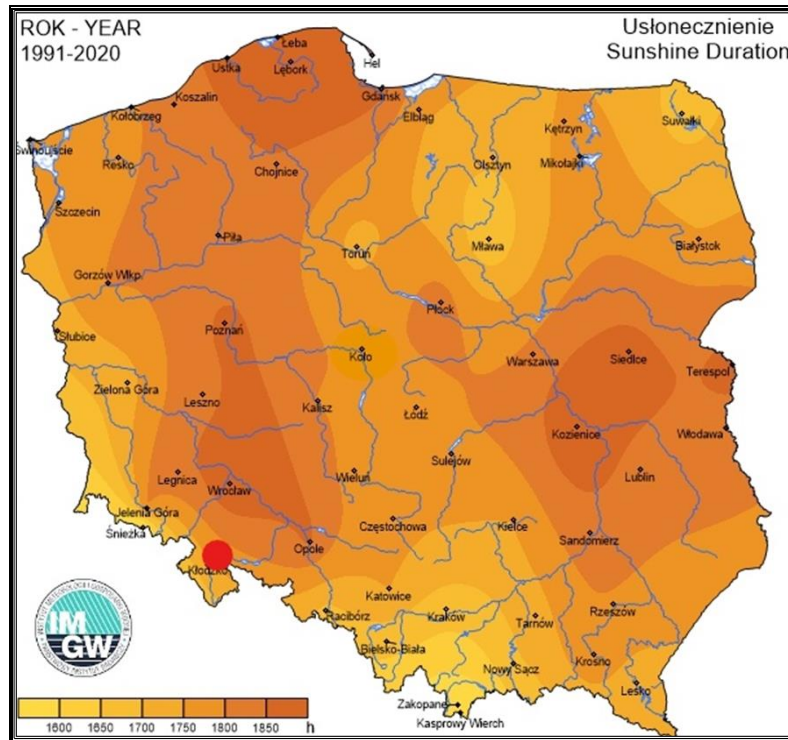 ROK - YEAR
1991-2020
Usłonecznienie
Sunshine Duration
Łeba
Hel
Ustka
Lębork
Gdańsk
Koszalin
Kołobrzeg
Elbląg
Kętrzyn
Suwałki
Świnoujście
Resko
Chojnice
Olsztyn
Mikołajki
Szczecin
Piła
Toruń
Mława
Białystok
Gorzów Wlkp.
Płock
Słubice
Poznań
Koło
Warszawa
Siedlce
Terespol
Zielona Góra
Leszno
Kalisz
Łódź
Kozienice
Włodawa
Sulejów
Legnica
Wrocław
Wieluń
Lublin
Jelenia Góra
Śnieżka
Częstochowa
Kielce
Sandomierz
Opole
Kłodzko
Katowice
Racibórz
Kraków
Tarnów
Rzeszów
Bielsko-Biała
Nowy Sącz
Krosno
Lesko
Zakopane
Kasprowy Wierch
IM
GW
1600 1650 1700 1750 1800 1850 h